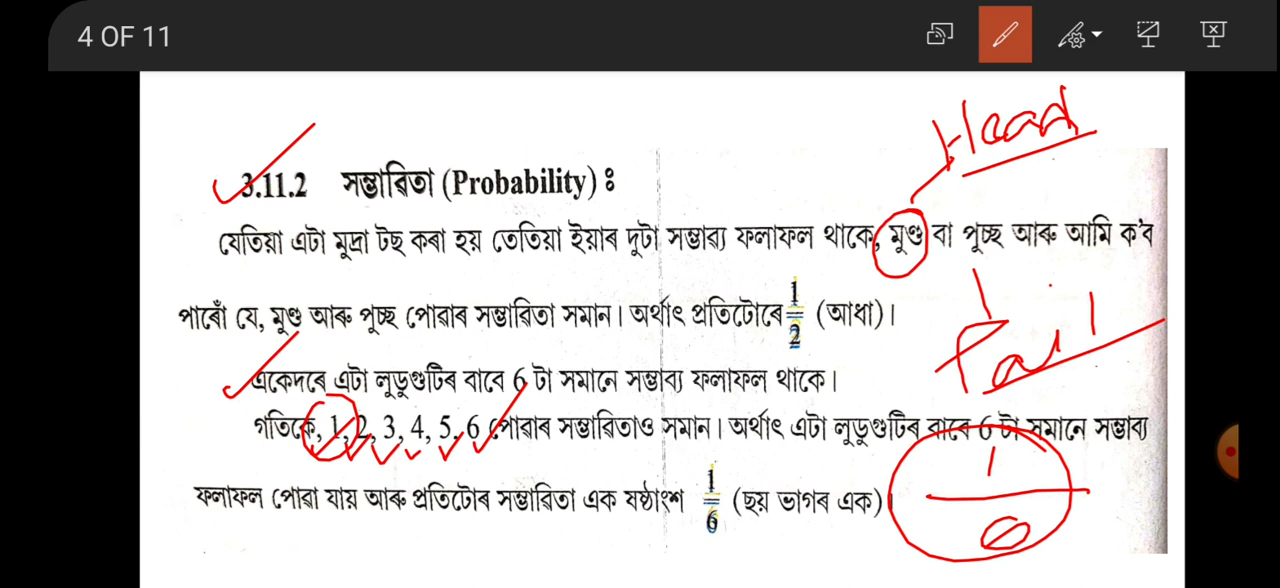 4 OF 11
Head
3.11.2 সম্ভাৱিতা (Probability) ঃ
যেতিয়া এটা মুদ্ৰা টছ কৰা হয় তেতিয়া ইয়াৰ দুটা সম্ভাব্য ফলাফল থাকে, মুণ্ড বা পুচ্ছ আৰু আমি ক'ব
পাৰোঁ যে, মুণ্ড আৰু পুচ্ছ পোৱাৰ সম্ভাৱিতা সমান। অৰ্থাৎ প্ৰতিটোৰে 1/2 (আধা)।
Tail
একেদৰে এটা লুডুগুটিৰ বাবে 6 টা সমানে সম্ভাব্য ফলাফল থাকে।
গতিকে, 1, 2, 3, 4, 5, 6 পোৱাৰ সম্ভাৱিতাও সমান। অৰ্থাৎ এটা লুডুগুটিৰ বাবে 6 টা সমানে সম্ভাব্য
ফলাফল পোৱা যায় আৰু প্ৰতিটোৰ সম্ভাৱিতা এক ষষ্ঠাংশ 1/6 (ছয় ভাগৰ এক)।
1/6